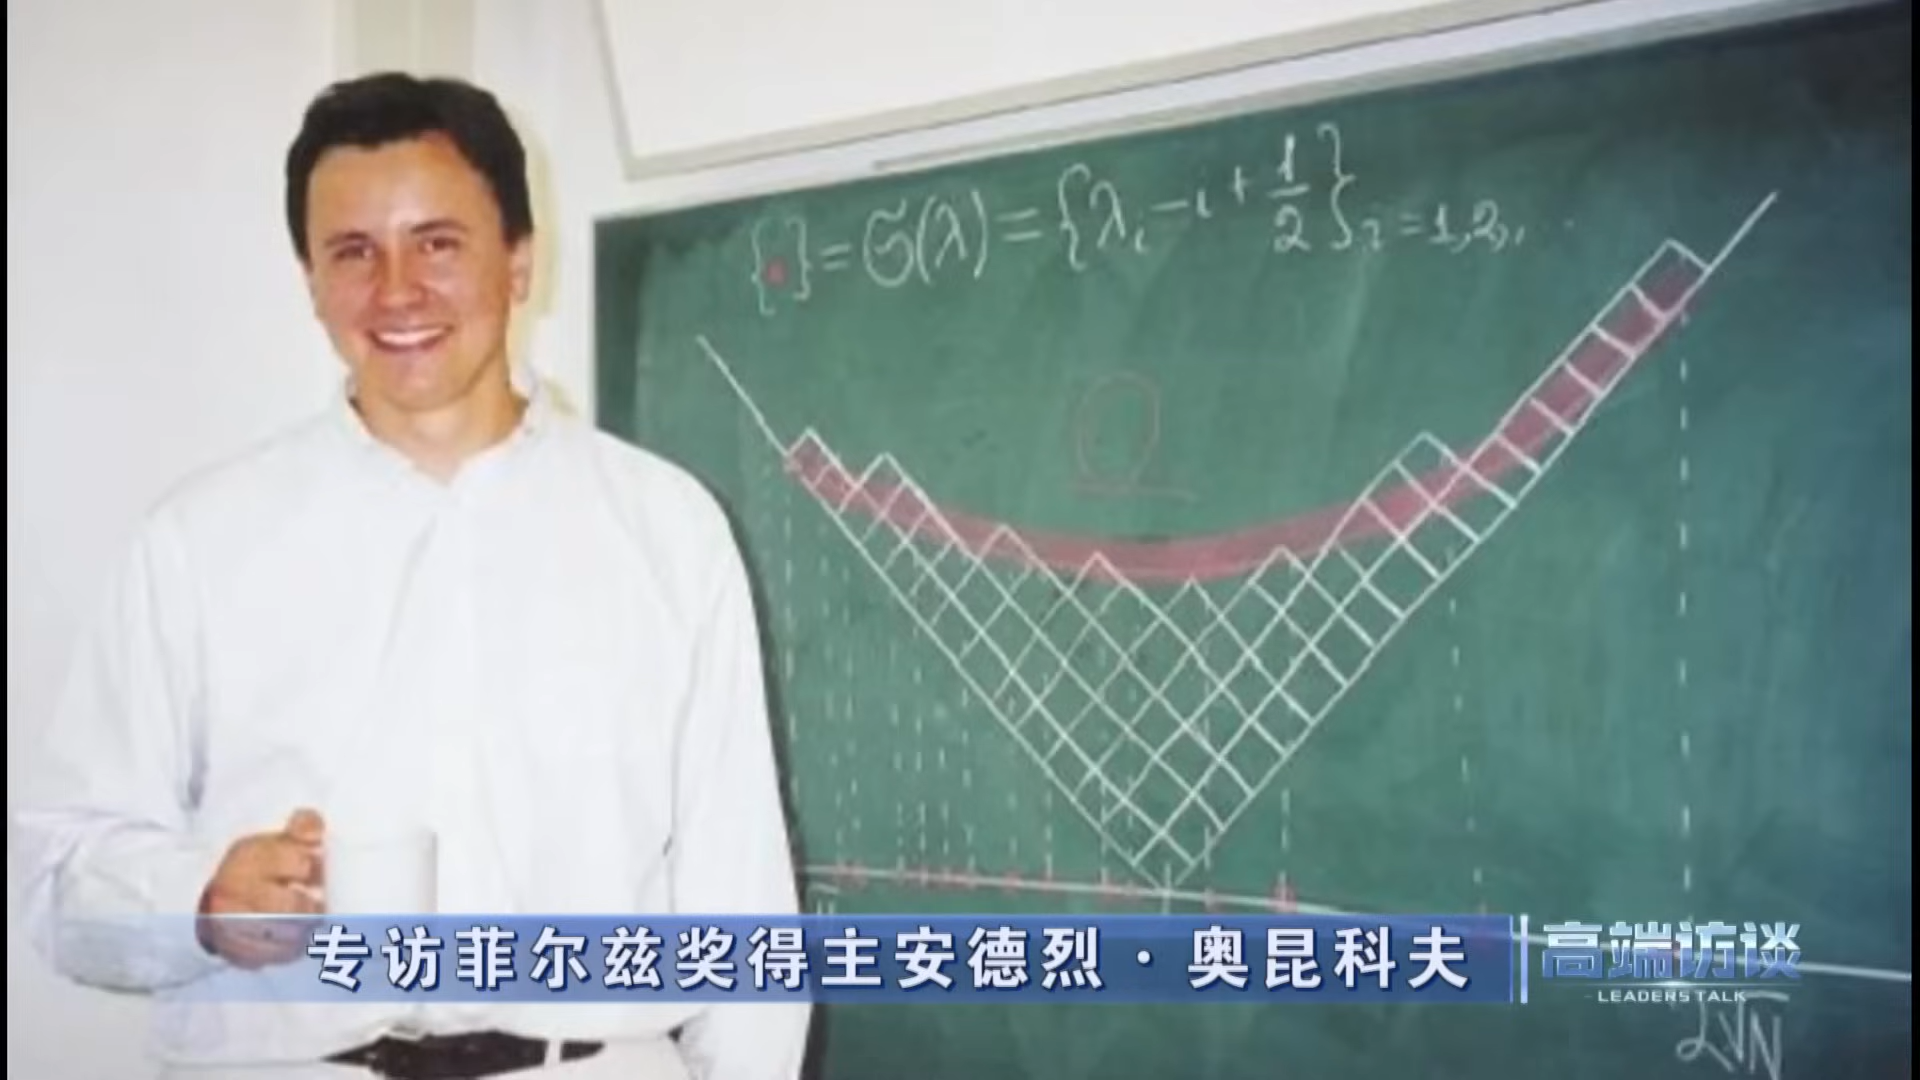 {•} = 𝔖(λ) = {λᵢ - i + 1/2}ᵢ = 1,2,...
Ω
专访菲尔兹奖得主安德烈·奥昆科夫
高端访谈
LEADERS TALK
2√N